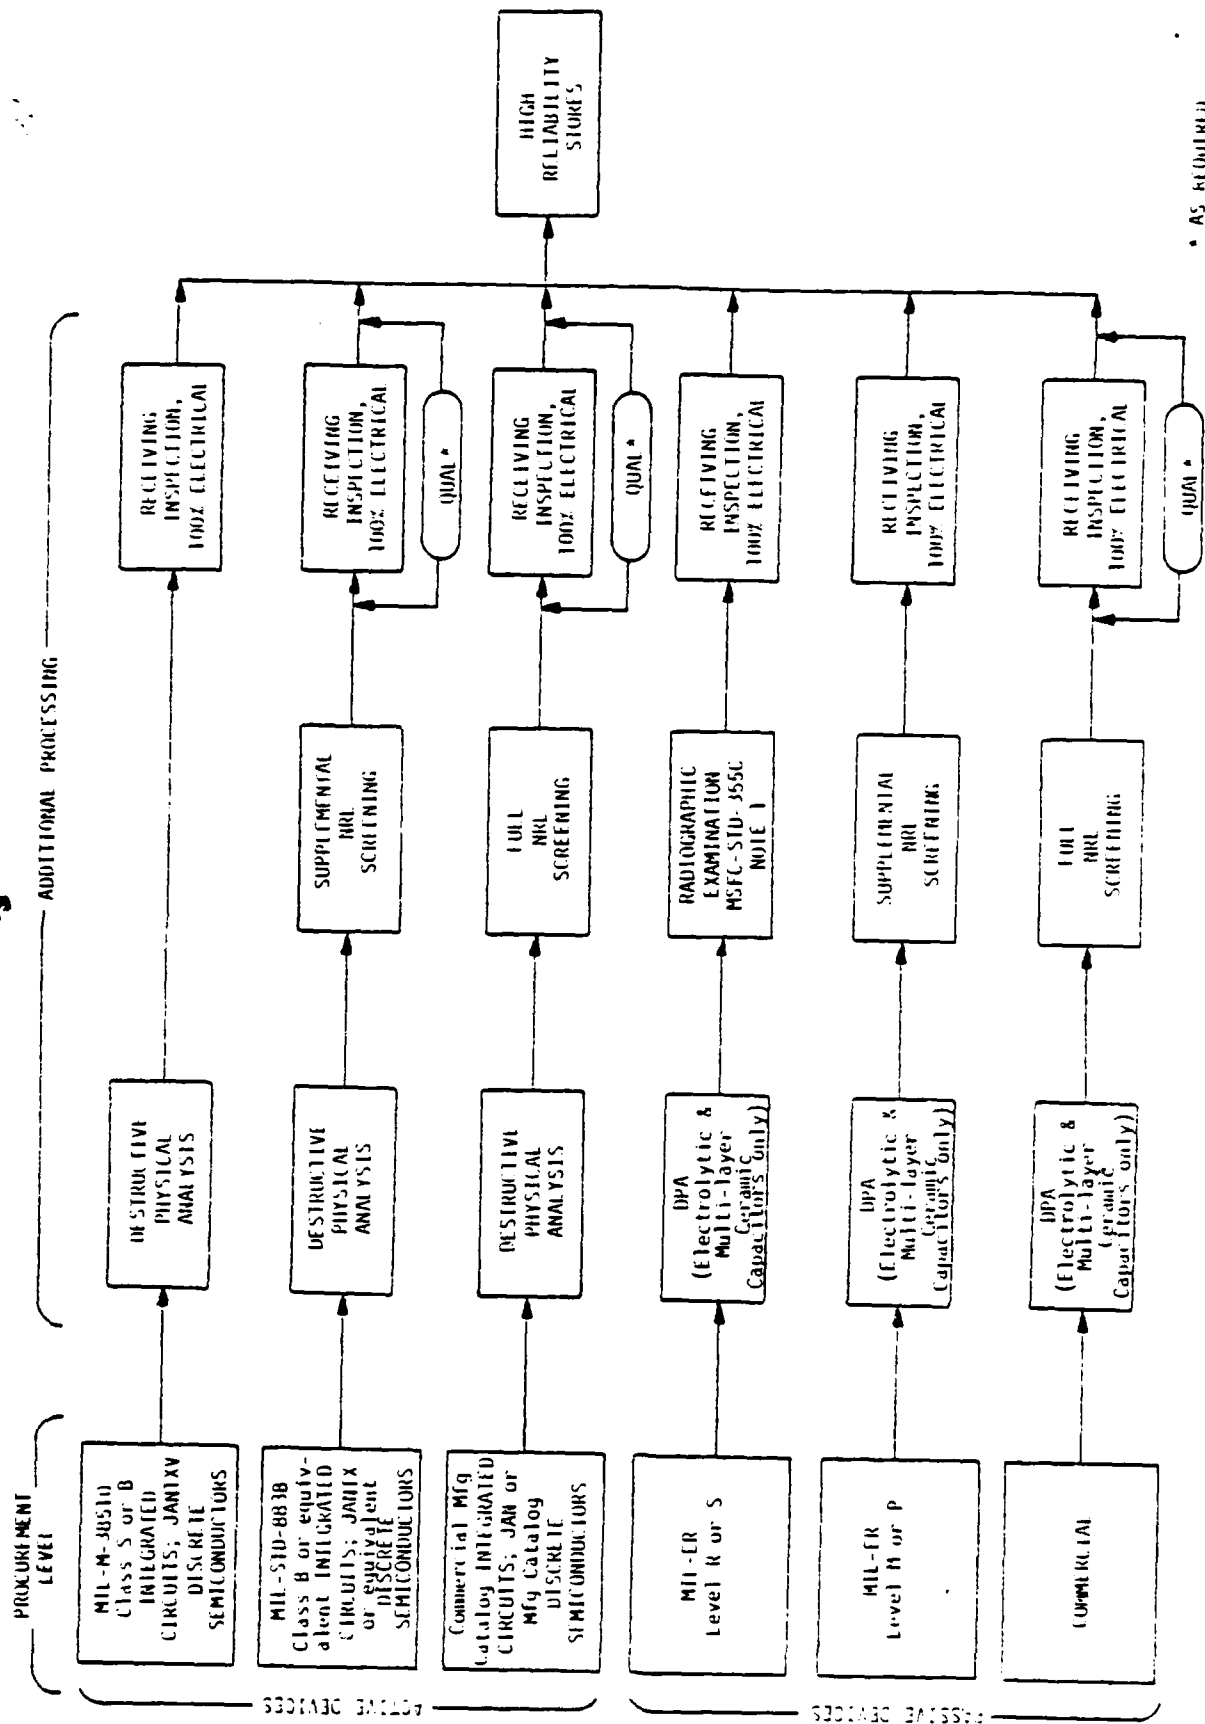 PROCUREMENT
LEVEL
ADDITIONAL PROCESSING
ACTIVE DEVICES
MIL-M-38510
Class S or B
INTEGRATED
CIRCUITS; JANTXV
DISCRETE
SEMICONDUCTORS
DESTRUCTIVE
PHYSICAL
ANALYSIS
RECEIVING
INSPECTION,
100% ELECTRICAL
MIL-STD-883B
Class B or equiv-
alent INTEGRATED
CIRCUITS; JANTX
or equivalent
DISCRETE
SEMICONDUCTORS
DESTRUCTIVE
PHYSICAL
ANALYSIS
SUPPLEMENTAL
NRL
SCREENING
RECEIVING
INSPECTION,
100% ELECTRICAL
QUAL*
Commercial Mfg
Catalog INTEGRATED
CIRCUITS; JAN or
Mfg Catalog
DISCRETE
SEMICONDUCTORS
DESTRUCTIVE
PHYSICAL
ANALYSIS
FULL
NRL
SCREENING
RECEIVING
INSPECTION,
100% ELECTRICAL
QUAL*
HIGH
RELIABILITY
STORES
PASSIVE DEVICES
MIL-ER
Level R or S
DPA
(Electrolytic &
Multi-layer
Ceramic
Capacitors only)
RADIOGRAPHIC
EXAMINATION
MSFC-STD-355C
NOTE 1
RECEIVING
INSPECTION,
100% ELECTRICAL
MIL-ER
Level M or P
DPA
(Electrolytic &
Multi-layer
Ceramic
Capacitors only)
SUPPLEMENTAL
NRL
SCREENING
RECEIVING
INSPECTION,
100% ELECTRICAL
COMMERCIAL
DPA
(Electrolytic &
Multi-layer
Ceramic
Capacitors only)
FULL
NRL
SCREENING
RECEIVING
INSPECTION,
100% ELECTRICAL
QUAL*
* AS REQUIRED